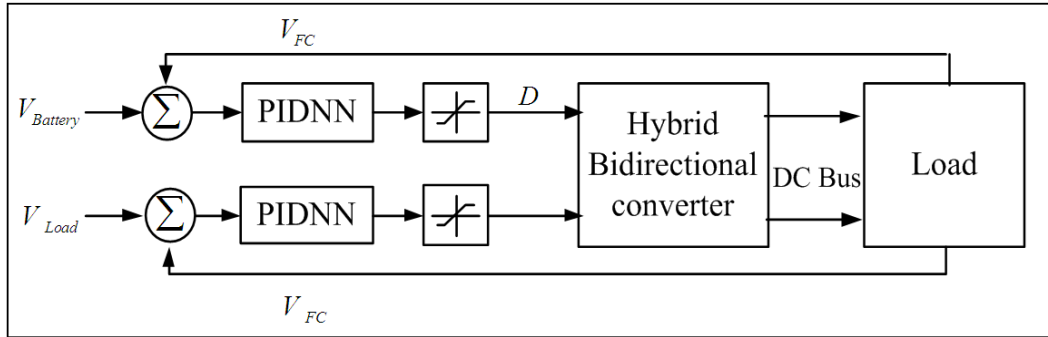 V_FC
V_Battery
Σ
PIDNN
D
Hybrid
Bidirectional
converter
DC Bus
Load
V_Load
Σ
PIDNN
V_FC